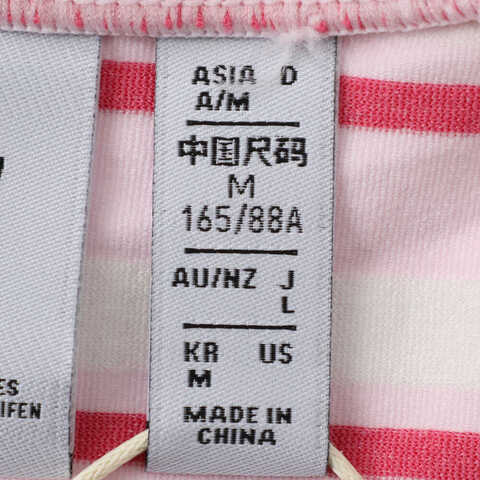 ASIA D
A/M
中国尺码
M
165/88A
AU/NZ J
L
KR US
M
MADE IN
CHINA
ES
IFEN